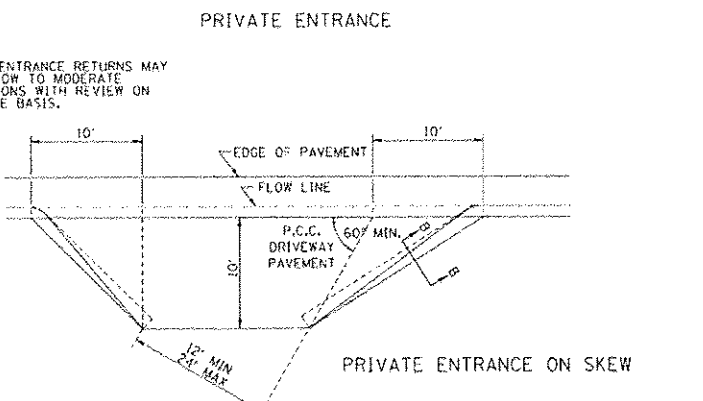 PRIVATE ENTRANCE
ENTRANCE RETURNS MAY
OW TO MODERATE
ONS WITH REVIEW ON
E BASIS.
10'
10'
EDGE OF PAVEMENT
FLOW LINE
P.C.C. 60° MIN.
DRIVEWAY
PAVEMENT
10'
B
B
12' MIN
24' MAX
PRIVATE ENTRANCE ON SKEW